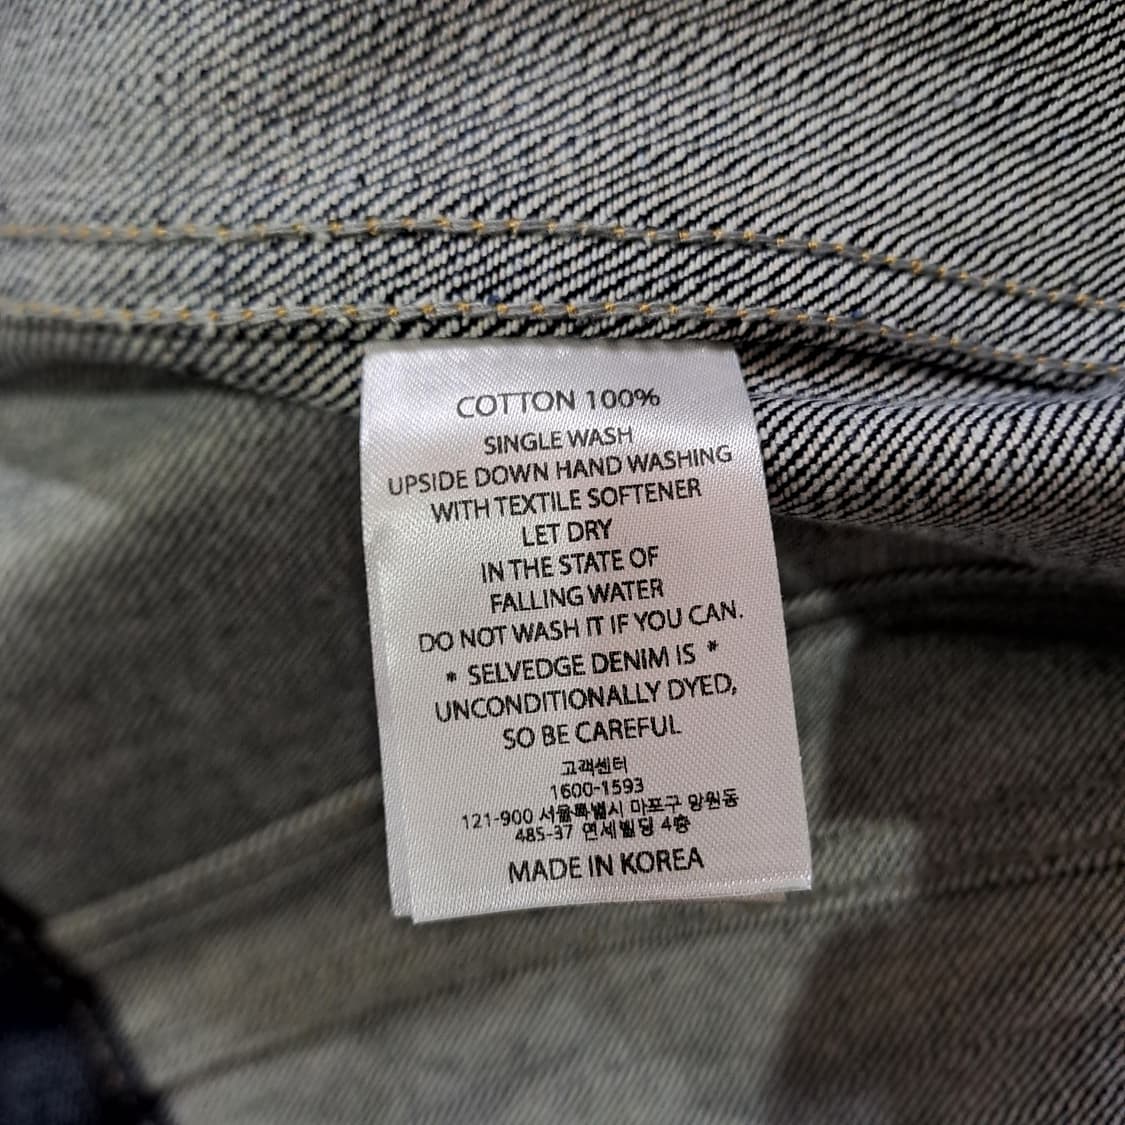 COTTON 100%
SINGLE WASH
UPSIDE DOWN HAND WASHING
WITH TEXTILE SOFTENER
LET DRY
IN THE STATE OF
FALLING WATER
DO NOT WASH IT IF YOU CAN.
* SELVEDGE DENIM IS *
UNCONDITIONALLY DYED,
SO BE CAREFUL
고객센터
1600-1593
121-900 서울특별시 마포구 망원동
485-37 연세빌딩 4층
MADE IN KOREA